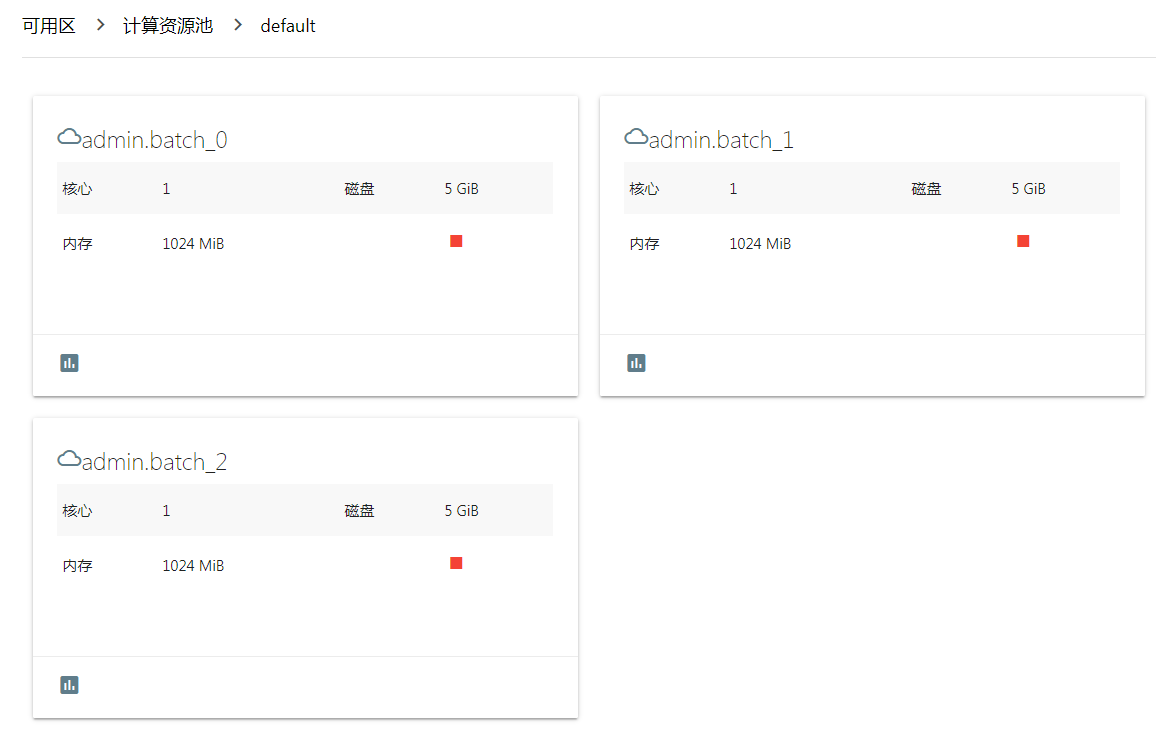 可用区 > 计算资源池 > default
admin.batch_0
核心 1 磁盘 5 GiB
内存 1024 MiB
admin.batch_1
核心 1 磁盘 5 GiB
内存 1024 MiB
admin.batch_2
核心 1 磁盘 5 GiB
内存 1024 MiB